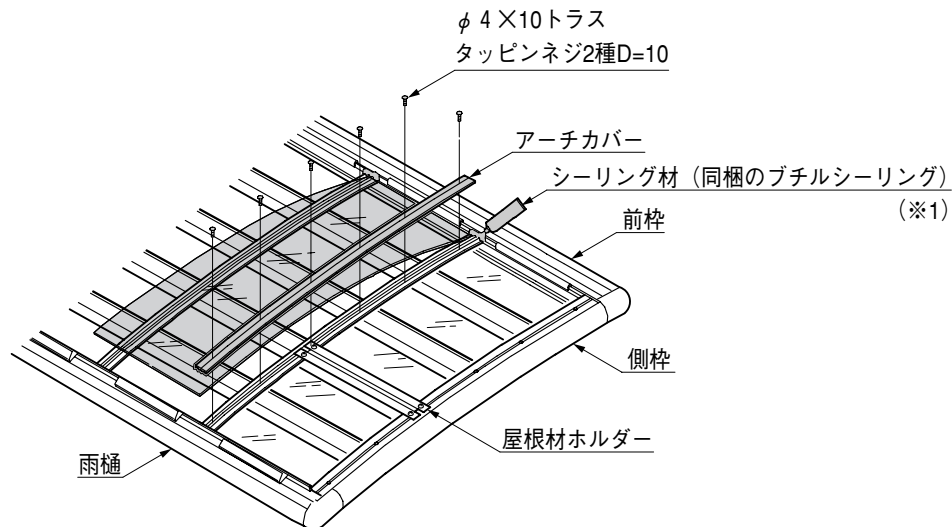 φ 4×10トラス
タッピンネジ2種D=10
アーチカバー
シーリング材（同梱のブチルシーリング）
（※1）
前枠
側枠
屋根材ホルダー
雨樋